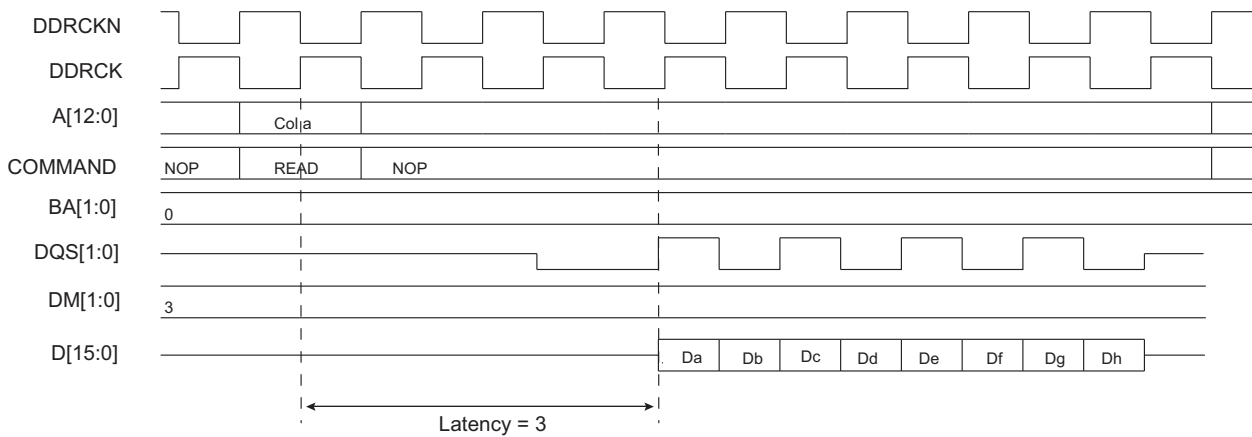 DDRCKN
DDRCK
A[12:0] Col a
COMMAND NOP READ NOP
BA[1:0] 0
DQS[1:0]
DM[1:0] 3
D[15:0] Da Db Dc Dd De Df Dg Dh
Latency = 3